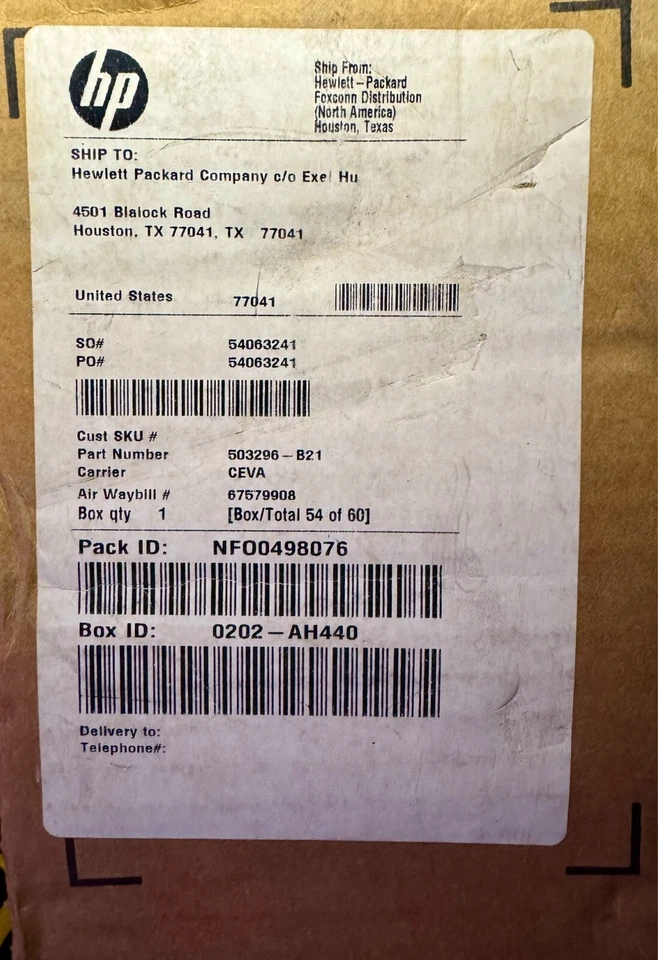 hp
Ship From:
Hewlett-Packard
Foxconn Distribution
(North America)
Houston, Texas
SHIP TO:
Hewlett Packard Company c/o Exel Hu
4501 Blalock Road
Houston, TX 77041, TX 77041
United States 77041
SO# 54063241
PO# 54063241
Cust SKU #
Part Number 503296-B21
Carrier CEVA
Air Waybill # 67579908
Box qty 1 [Box/Total 54 of 60]
Pack ID: NFO0498076
Box ID: 0202-AH440
Delivery to:
Telephone#: